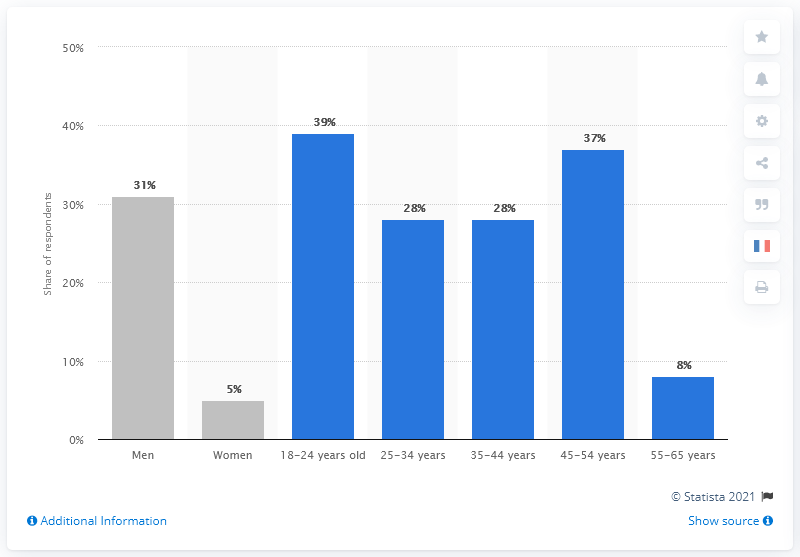 50%
40%
30%
20%
10%
0%
Share of respondents
31%
5%
39%
28%
28%
37%
8%
Men
Women
18-24 years old
25-34 years
35-44 years
45-54 years
55-65 years
© Statista 2021
Additional Information
Show source